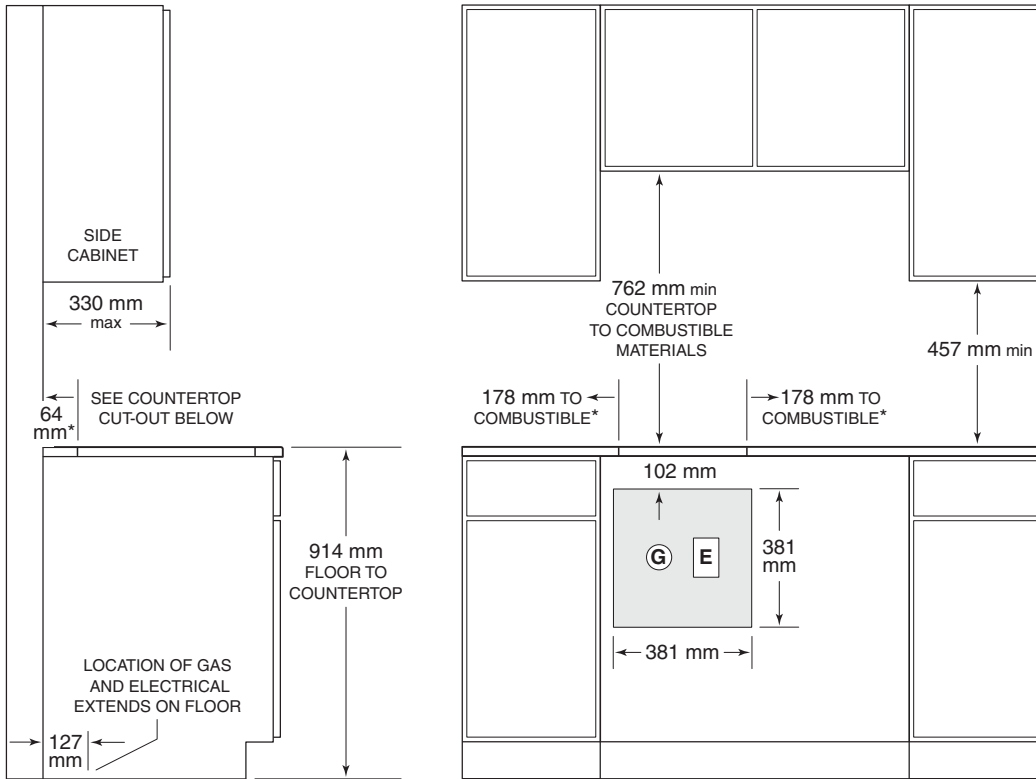 SIDE
CABINET
330 mm
max
64
mm*
SEE COUNTERTOP
CUT-OUT BELOW
914 mm
FLOOR TO
COUNTERTOP
LOCATION OF GAS
AND ELECTRICAL
EXTENDS ON FLOOR
127
mm
762 mm min
COUNTERTOP
TO COMBUSTIBLE
MATERIALS
457 mm min
178 mm TO
COMBUSTIBLE*
178 mm TO
COMBUSTIBLE*
102 mm
G
E
381
mm
381 mm